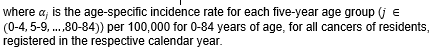 where αⱼ is the age-specific incidence rate for each five-year age group (j ∈
(0-4, 5-9, ...,80-84)) per 100,000 for 0-84 years of age, for all cancers of residents,
registered in the respective calendar year.